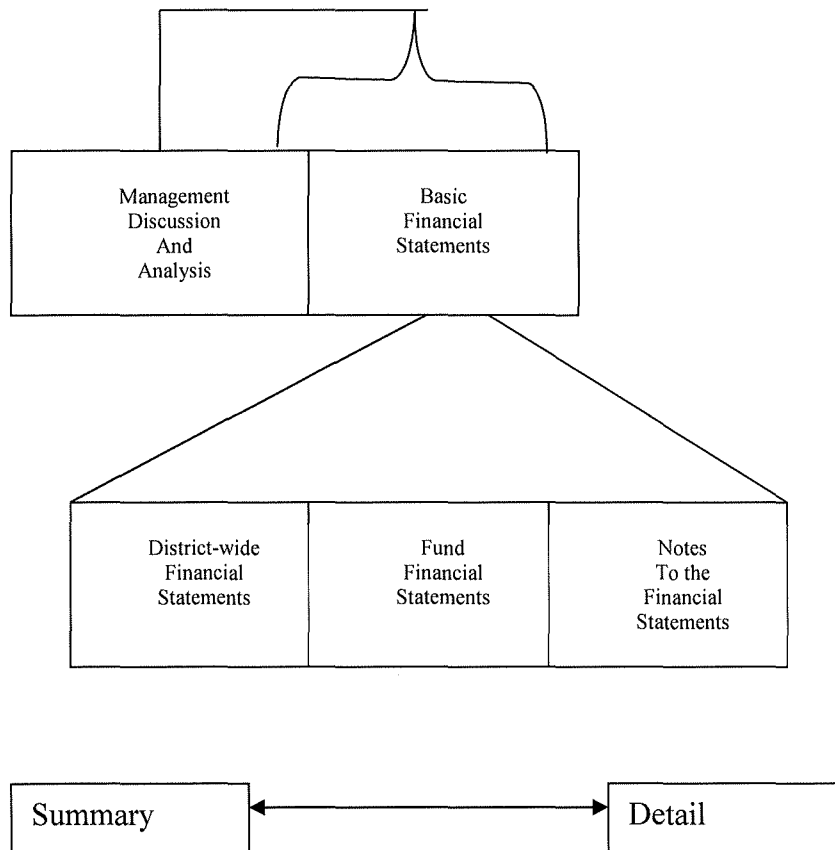 Management
Discussion
And
Analysis
Basic
Financial
Statements
District-wide
Financial
Statements
Fund
Financial
Statements
Notes
To the
Financial
Statements
Summary
Detail